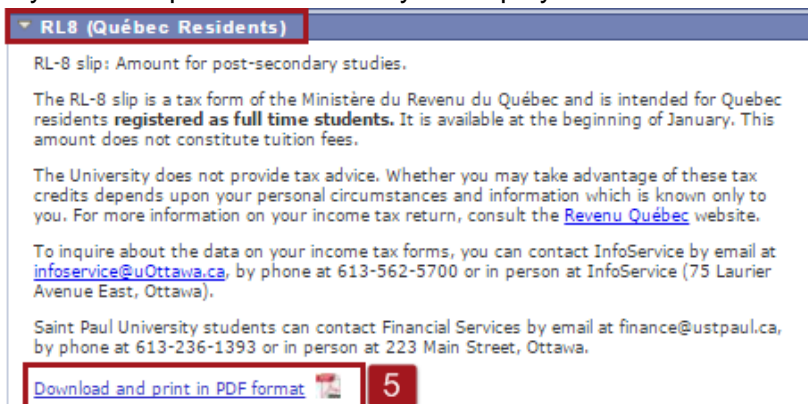 RL8 (Québec Residents)
RL-8 slip: Amount for post-secondary studies.
The RL-8 slip is a tax form of the Ministère du Revenu du Québec and is intended for Quebec
residents registered as full time students. It is available at the beginning of January. This
amount does not constitute tuition fees.
The University does not provide tax advice. Whether you may take advantage of these tax
credits depends upon your personal circumstances and information which is known only to
you. For more information on your income tax return, consult the Revenu Québec website.
To inquire about the data on your income tax forms, you can contact InfoService by email at
infoservice@uOttawa.ca, by phone at 613-562-5700 or in person at InfoService (75 Laurier
Avenue East, Ottawa).
Saint Paul University students can contact Financial Services by email at finance@ustpaul.ca,
by phone at 613-236-1393 or in person at 223 Main Street, Ottawa.
Download and print in PDF format 5